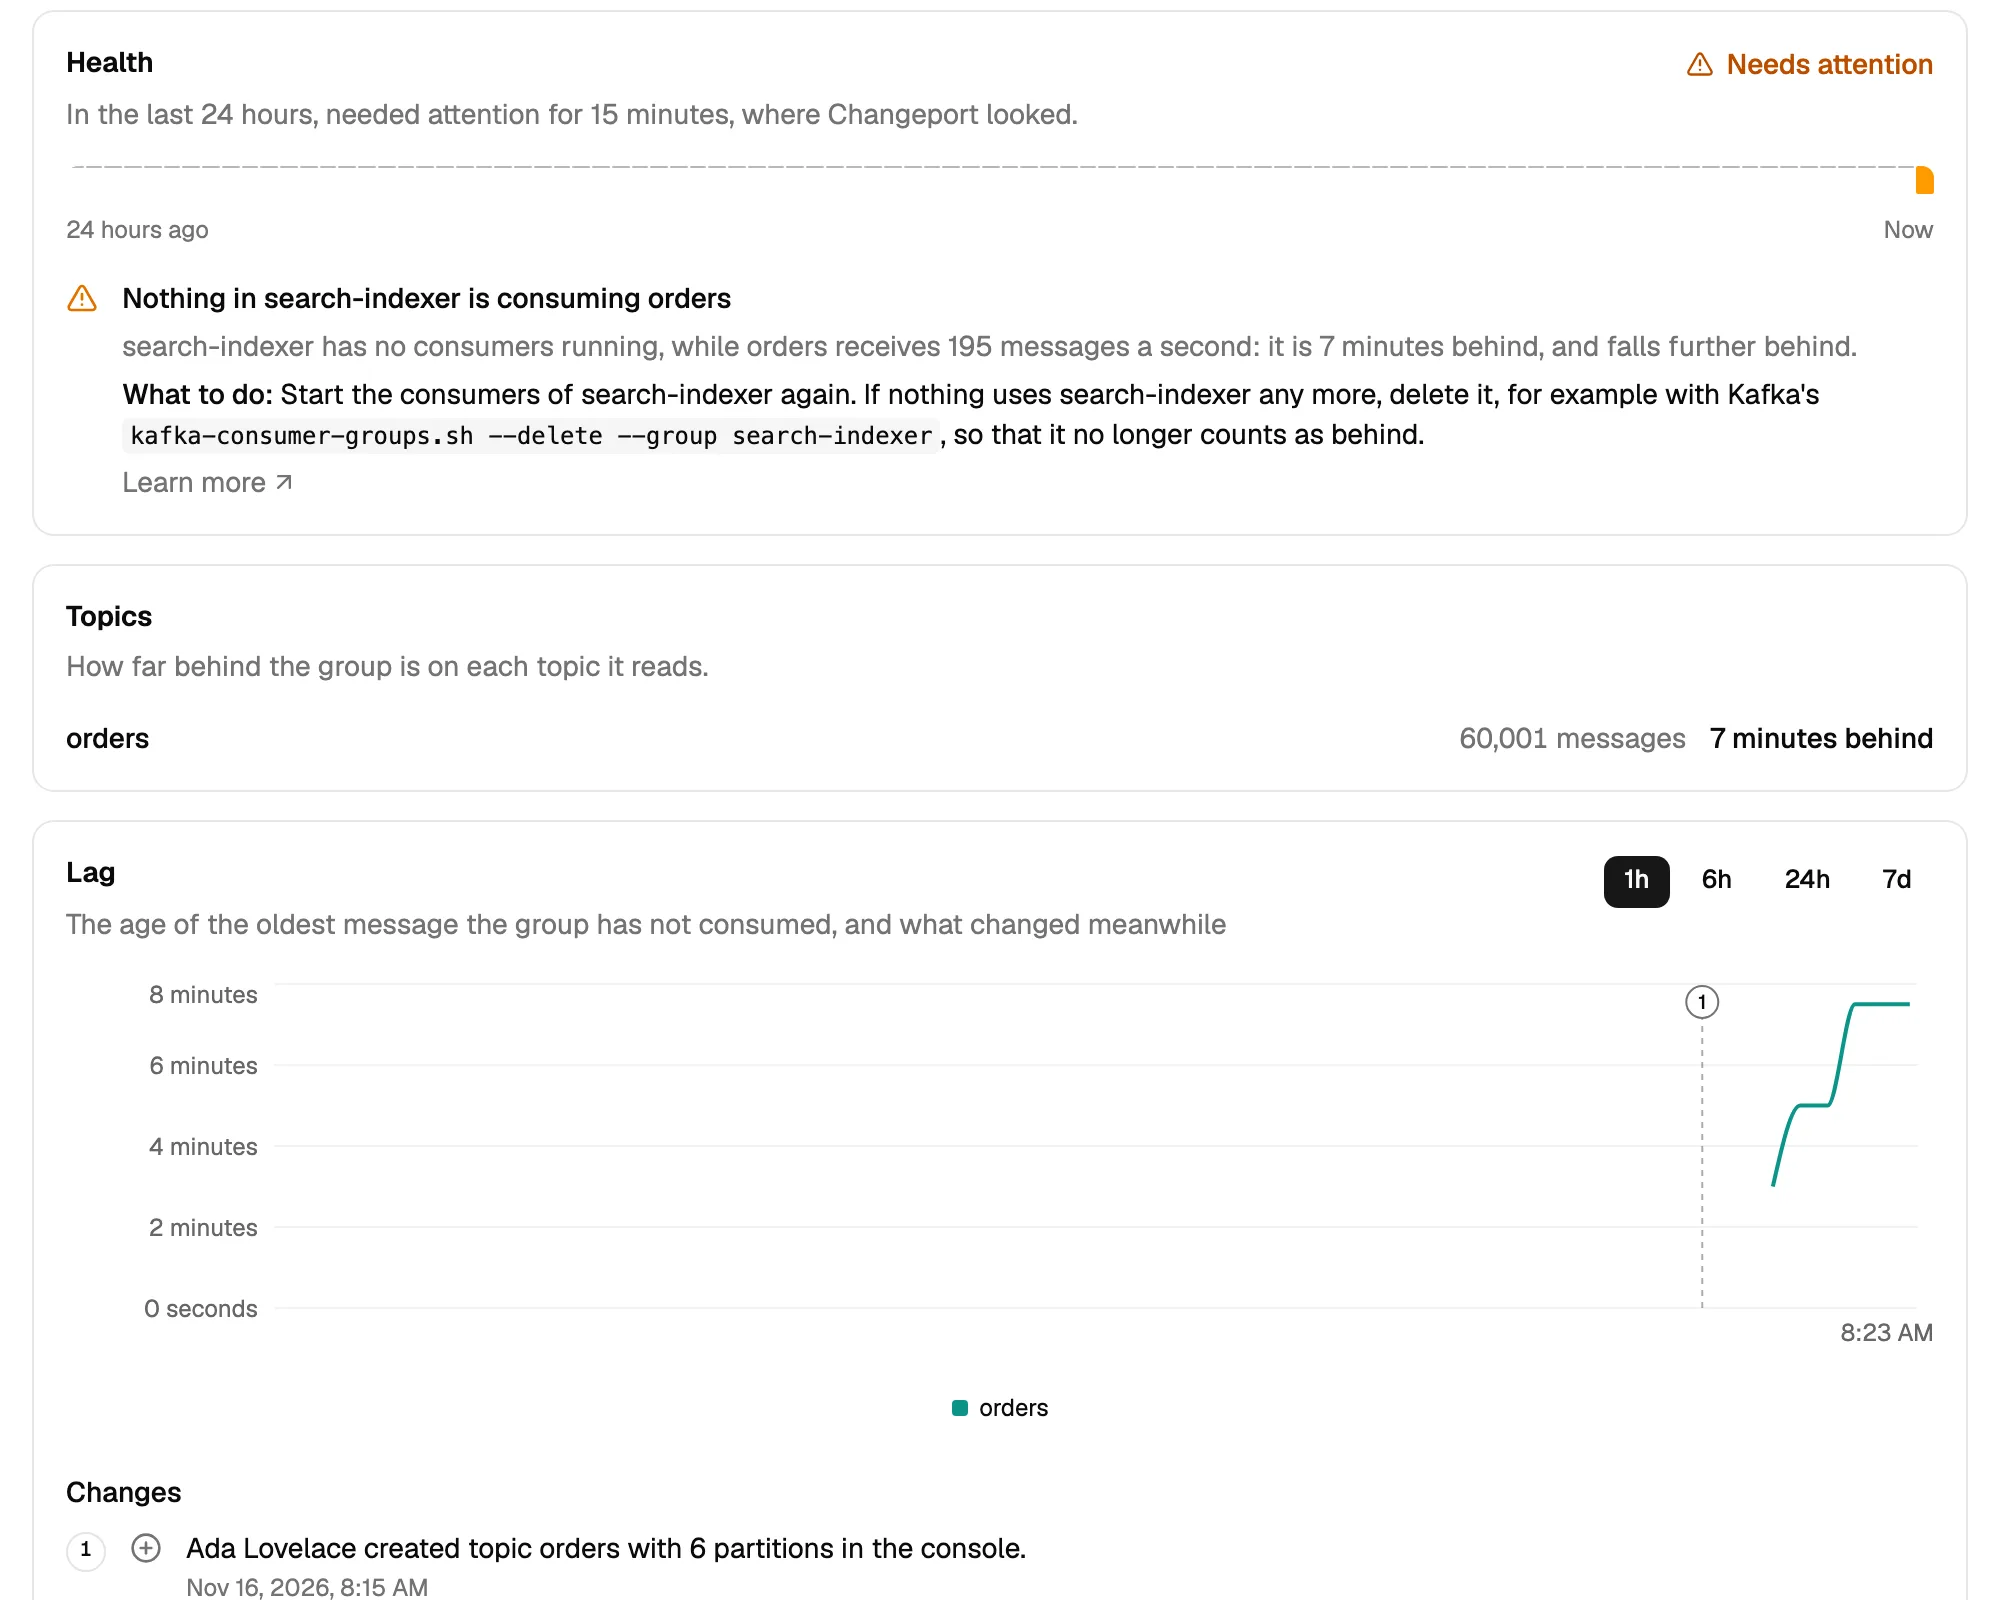 Health
Needs attention
In the last 24 hours, needed attention for 15 minutes, where Changeport looked.
24 hours ago
Now
Nothing in search-indexer is consuming orders
search-indexer has no consumers running, while orders receives 195 messages a second: it is 7 minutes behind, and falls further behind.
What to do: Start the consumers of search-indexer again. If nothing uses search-indexer any more, delete it, for example with Kafka's
kafka-consumer-groups.sh --delete --group search-indexer, so that it no longer counts as behind.
Learn more ↗
Topics
How far behind the group is on each topic it reads.
orders
60,001 messages 7 minutes behind
Lag
1h 6h 24h 7d
The age of the oldest message the group has not consumed, and what changed meanwhile
8 minutes
1
6 minutes
4 minutes
2 minutes
0 seconds
8:23 AM
orders
Changes
1 Ada Lovelace created topic orders with 6 partitions in the console.
Nov 16, 2026, 8:15 AM